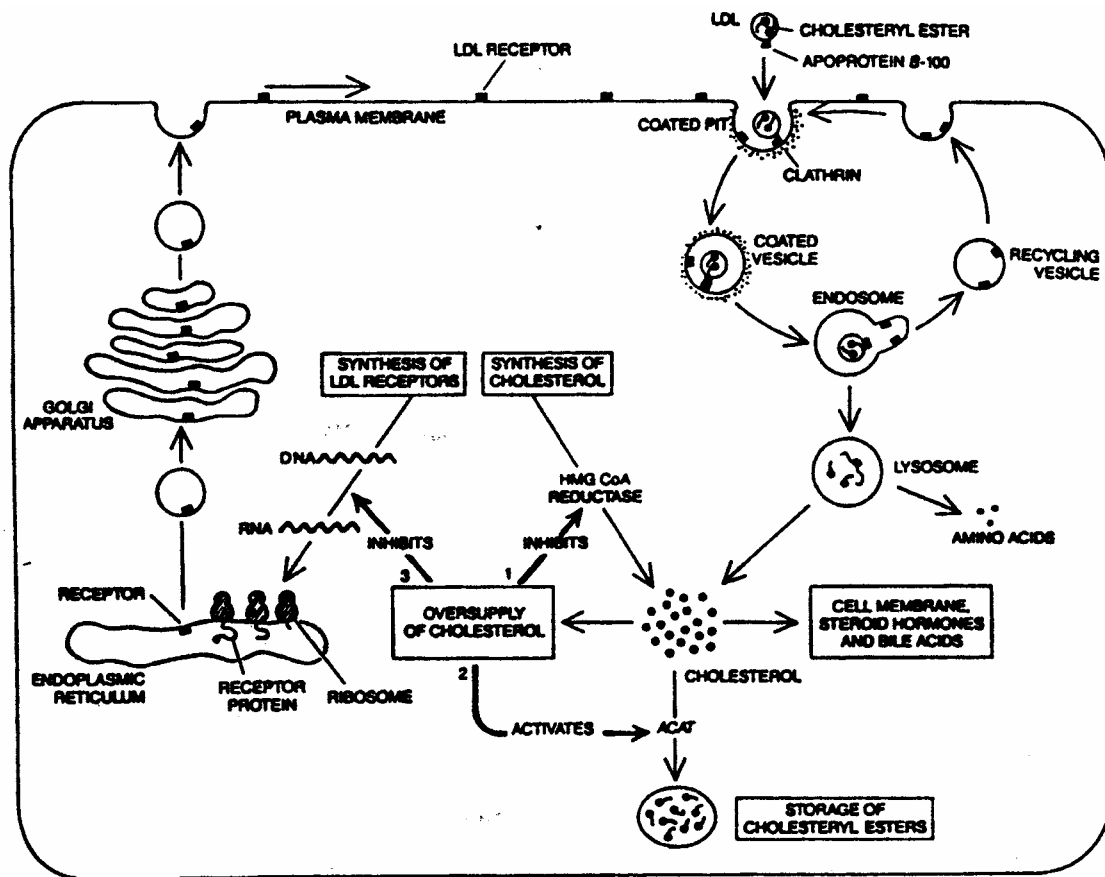 LDL
CHOLESTERYL ESTER
APOPROTEIN B-100
LDL RECEPTOR
PLASMA MEMBRANE
COATED PIT
CLATHRIN
COATED
VESICLE
RECYCLING
VESICLE
ENDOSOME
GOLGI
APPARATUS
SYNTHESIS OF
LDL RECEPTORS
SYNTHESIS OF
CHOLESTEROL
DNA
RNA
HMG CoA
REDUCTASE
LYSOSOME
AMINO ACIDS
INHIBITS
INHIBITS
3
1
RECEPTOR
OVERSUPPLY
OF CHOLESTEROL
2
CHOLESTEROL
CELL MEMBRANE,
STEROID HORMONES
AND BILE ACIDS
ENDOPLASMIC
RETICULUM
RECEPTOR
PROTEIN
RIBOSOME
ACTIVATES
ACAT
STORAGE OF
CHOLESTERYL ESTERS